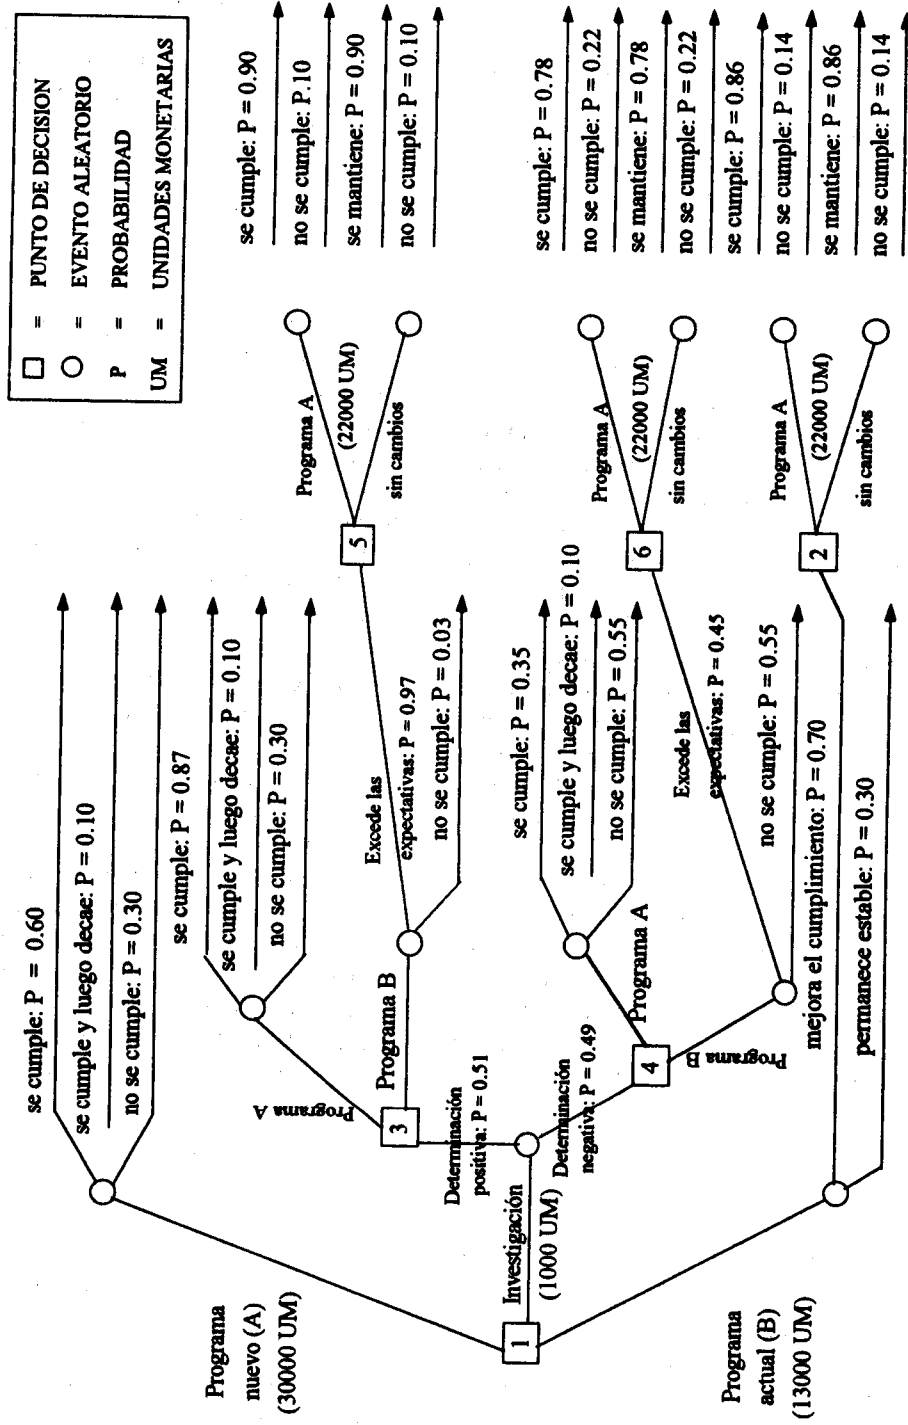 □ = PUNTO DE DECISION
○ = EVENTO ALEATORIO
P = PROBABILIDAD
UM = UNIDADES MONETARIAS
Programa
nuevo (A)
(30000 UM)
se cumple: P = 0.60
se cumple y luego decae: P = 0.10
no se cumple: P = 0.30
1
Investigación
(1000 UM)
Determinación
positiva: P = 0.51
3
Programa A
se cumple: P = 0.87
se cumple y luego decae: P = 0.10
no se cumple: P = 0.30
Programa B
Excede las
expectativas: P = 0.97
no se cumple: P = 0.03
5
Programa A
(22000 UM)
sin cambios
se cumple: P = 0.90
no se cumple: P.10
se mantiene: P = 0.90
no se cumple: P = 0.10
Determinación
negativa: P = 0.49
4
Programa A
se cumple: P = 0.35
se cumple y luego decae: P = 0.10
no se cumple: P = 0.55
Programa B
Excede las
expectativas: P = 0.45
no se cumple: P = 0.55
6
Programa A
(22000 UM)
sin cambios
se cumple: P = 0.78
no se cumple: P = 0.22
se mantiene: P = 0.78
no se cumple: P = 0.22
Programa
actual (B)
(13000 UM)
mejora el cumplimiento: P = 0.70
permanece estable: P = 0.30
2
Programa A
(22000 UM)
sin cambios
se cumple: P = 0.86
no se cumple: P = 0.14
se mantiene: P = 0.86
no se cumple: P = 0.14